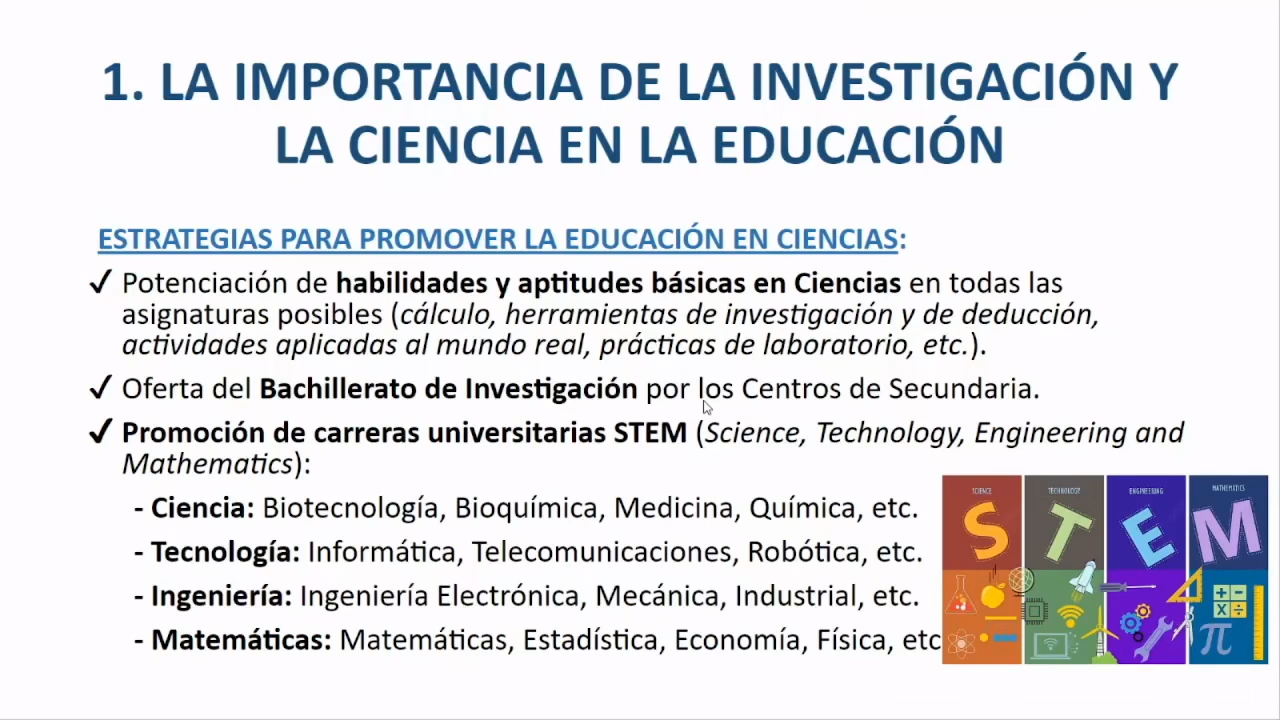 1. LA IMPORTANCIA DE LA INVESTIGACIÓN Y
LA CIENCIA EN LA EDUCACIÓN
ESTRATEGIAS PARA PROMOVER LA EDUCACIÓN EN CIENCIAS:
✓ Potenciación de habilidades y aptitudes básicas en Ciencias en todas las
asignaturas posibles (cálculo, herramientas de investigación y de deducción,
actividades aplicadas al mundo real, prácticas de laboratorio, etc.).
✓ Oferta del Bachillerato de Investigación por los Centros de Secundaria.
✓ Promoción de carreras universitarias STEM (Science, Technology, Engineering and
Mathematics):
- Ciencia: Biotecnología, Bioquímica, Medicina, Química, etc.
- Tecnología: Informática, Telecomunicaciones, Robótica, etc.
- Ingeniería: Ingeniería Electrónica, Mecánica, Industrial, etc.
- Matemáticas: Matemáticas, Estadística, Economía, Física, etc
SCIENCE TECHNOLOGY ENGINEERING MATHEMATICS
S T E M
+ -
X ÷
π